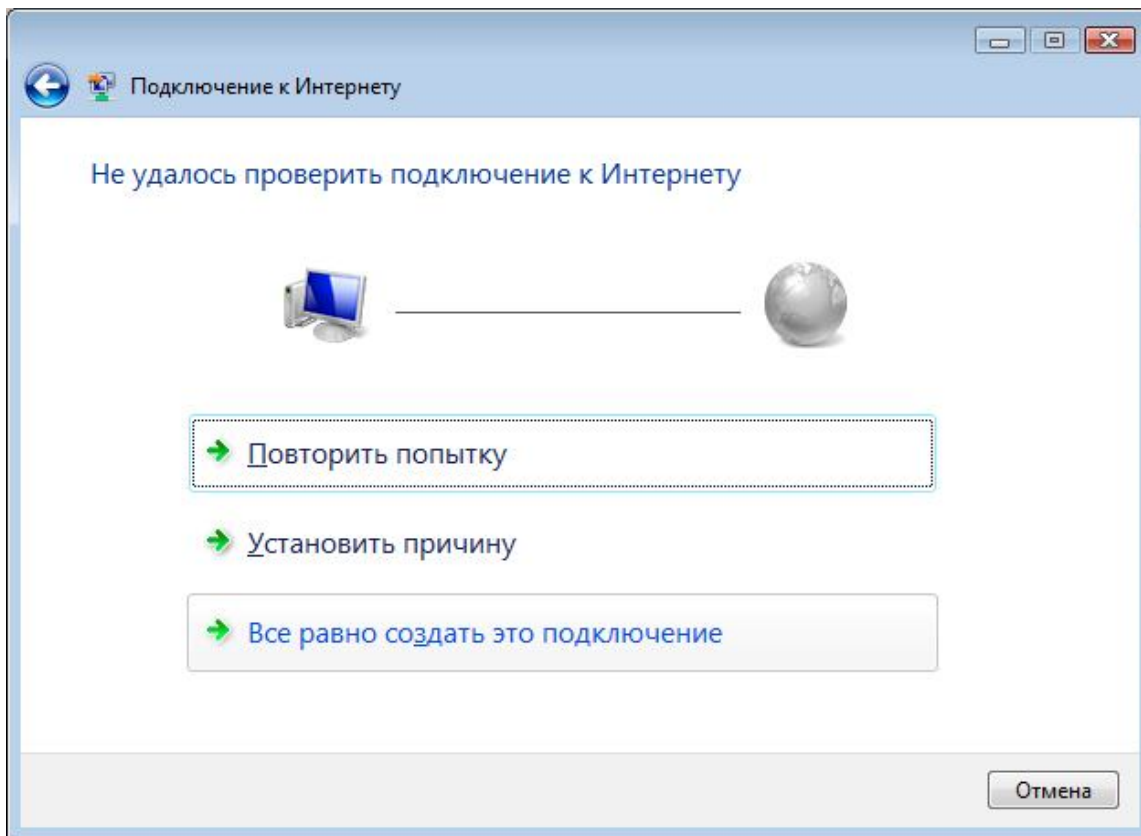 Подключение к Интернету
Не удалось проверить подключение к Интернету
Повторить попытку
Установить причину
Все равно создать это подключение
Отмена